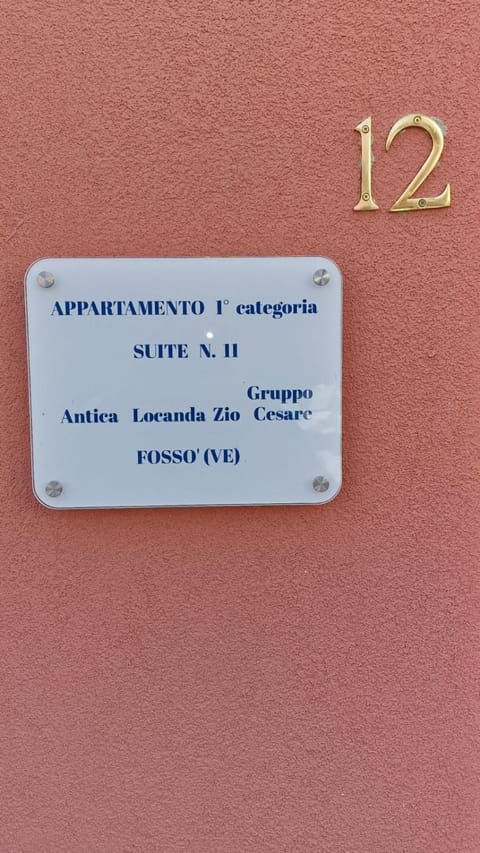 12
APPARTAMENTO 1° categoria
SUITE N. 11
Gruppo
Antica Locanda Zio Cesare
FOSSO' (VE)